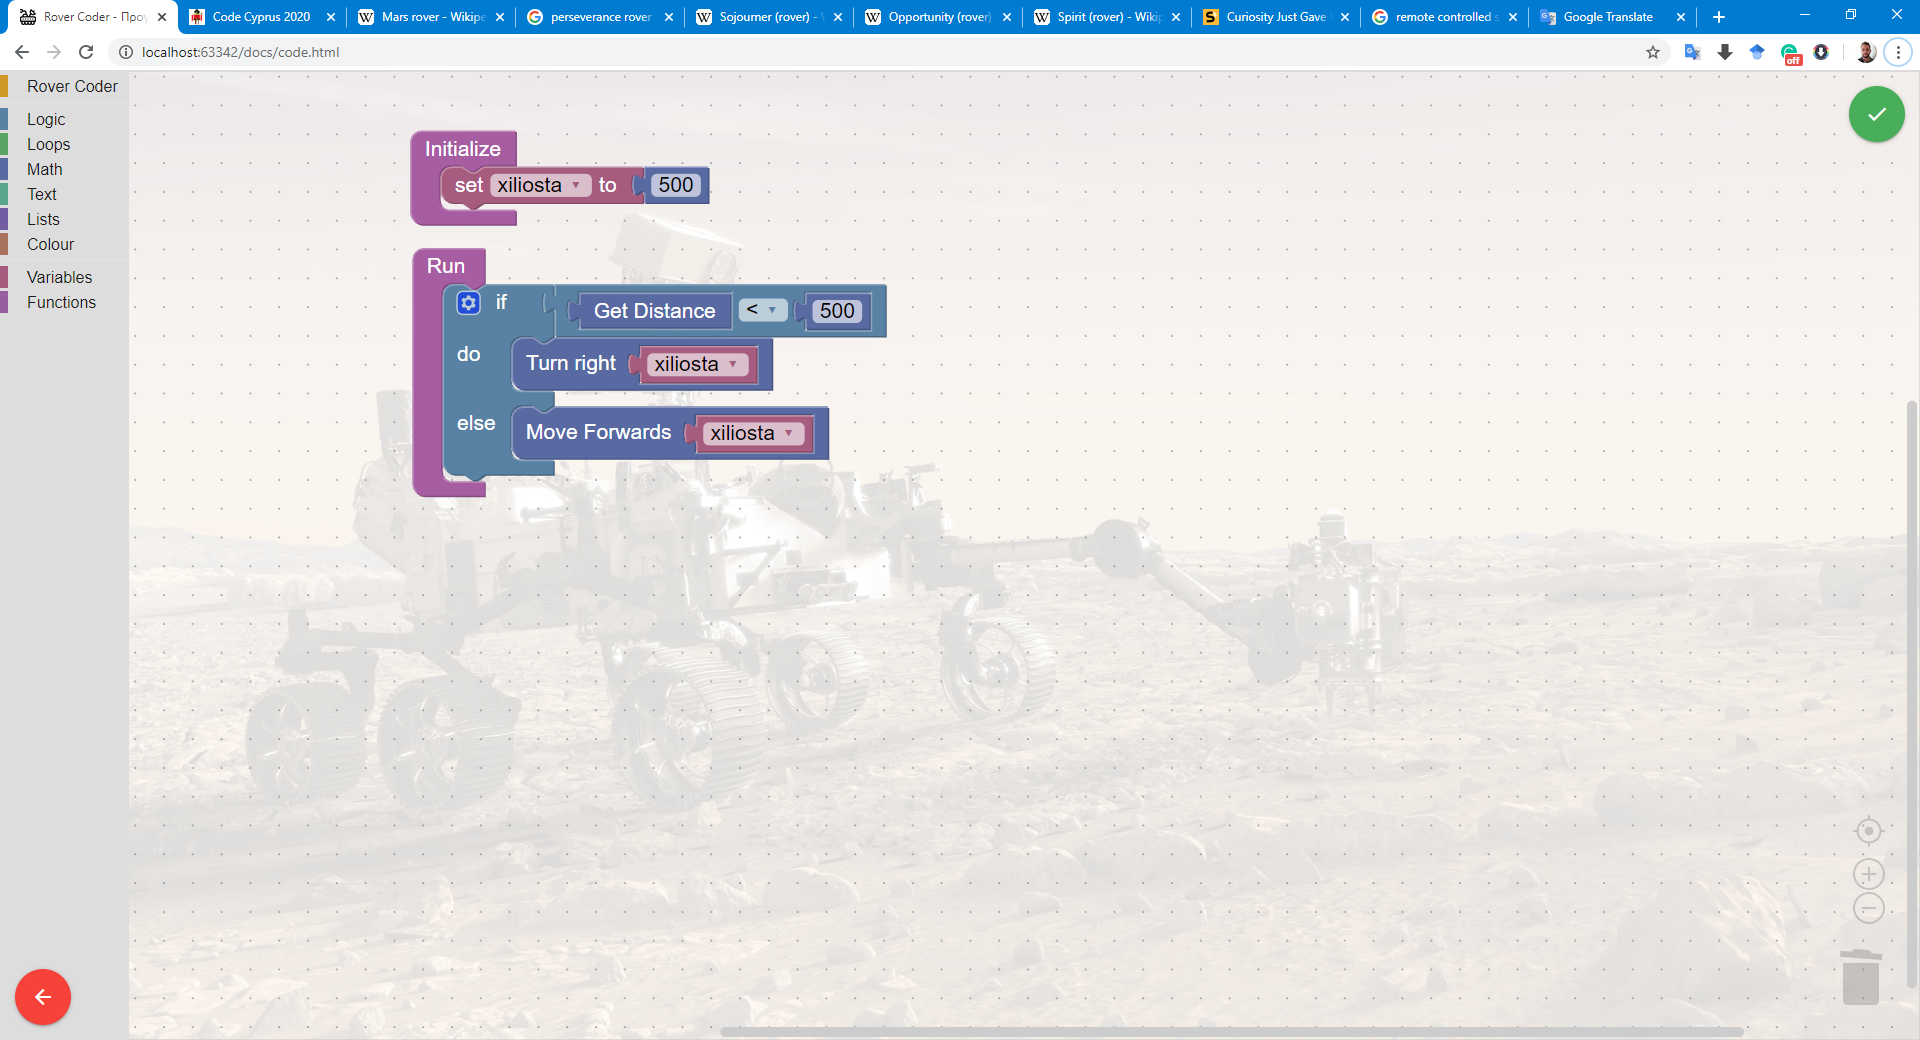 Rover Coder - Προγ
Code Cyprus 2020
Mars rover - Wikipe
perseverance rover
Sojourner (rover) - W
Opportunity (rover)
Spirit (rover) - Wikip
Curiosity Just Gave
remote controlled s
Google Translate
localhost:63342/docs/code.html
off
Rover Coder
Logic
Loops
Math
Text
Lists
Colour
Variables
Functions
Initialize
set xiliosta to 500
Run
if Get Distance < 500
do Turn right xiliosta
else Move Forwards xiliosta